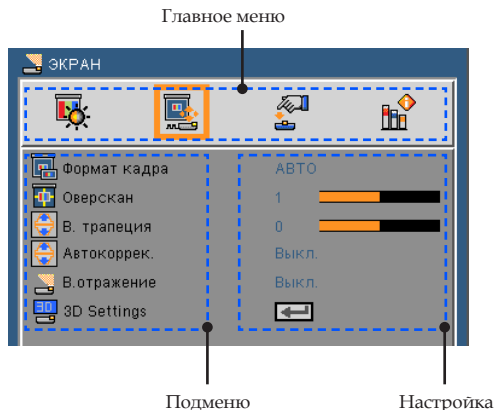 Главное меню
ЭКРАН
Формат кадра АВТО
Оверскан 1
В. трапеция 0
Автокоррек. Выкл.
В.отражение Выкл.
3D 3D Settings
Подменю Настройка